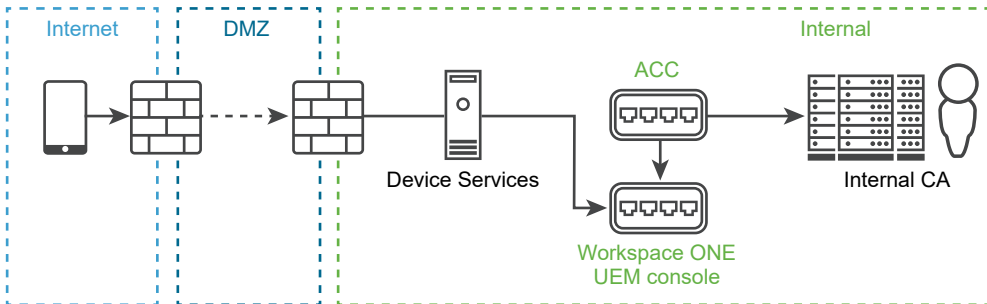 Internet
DMZ
Internal
ACC
Device Services
Internal CA
Workspace ONE
UEM console